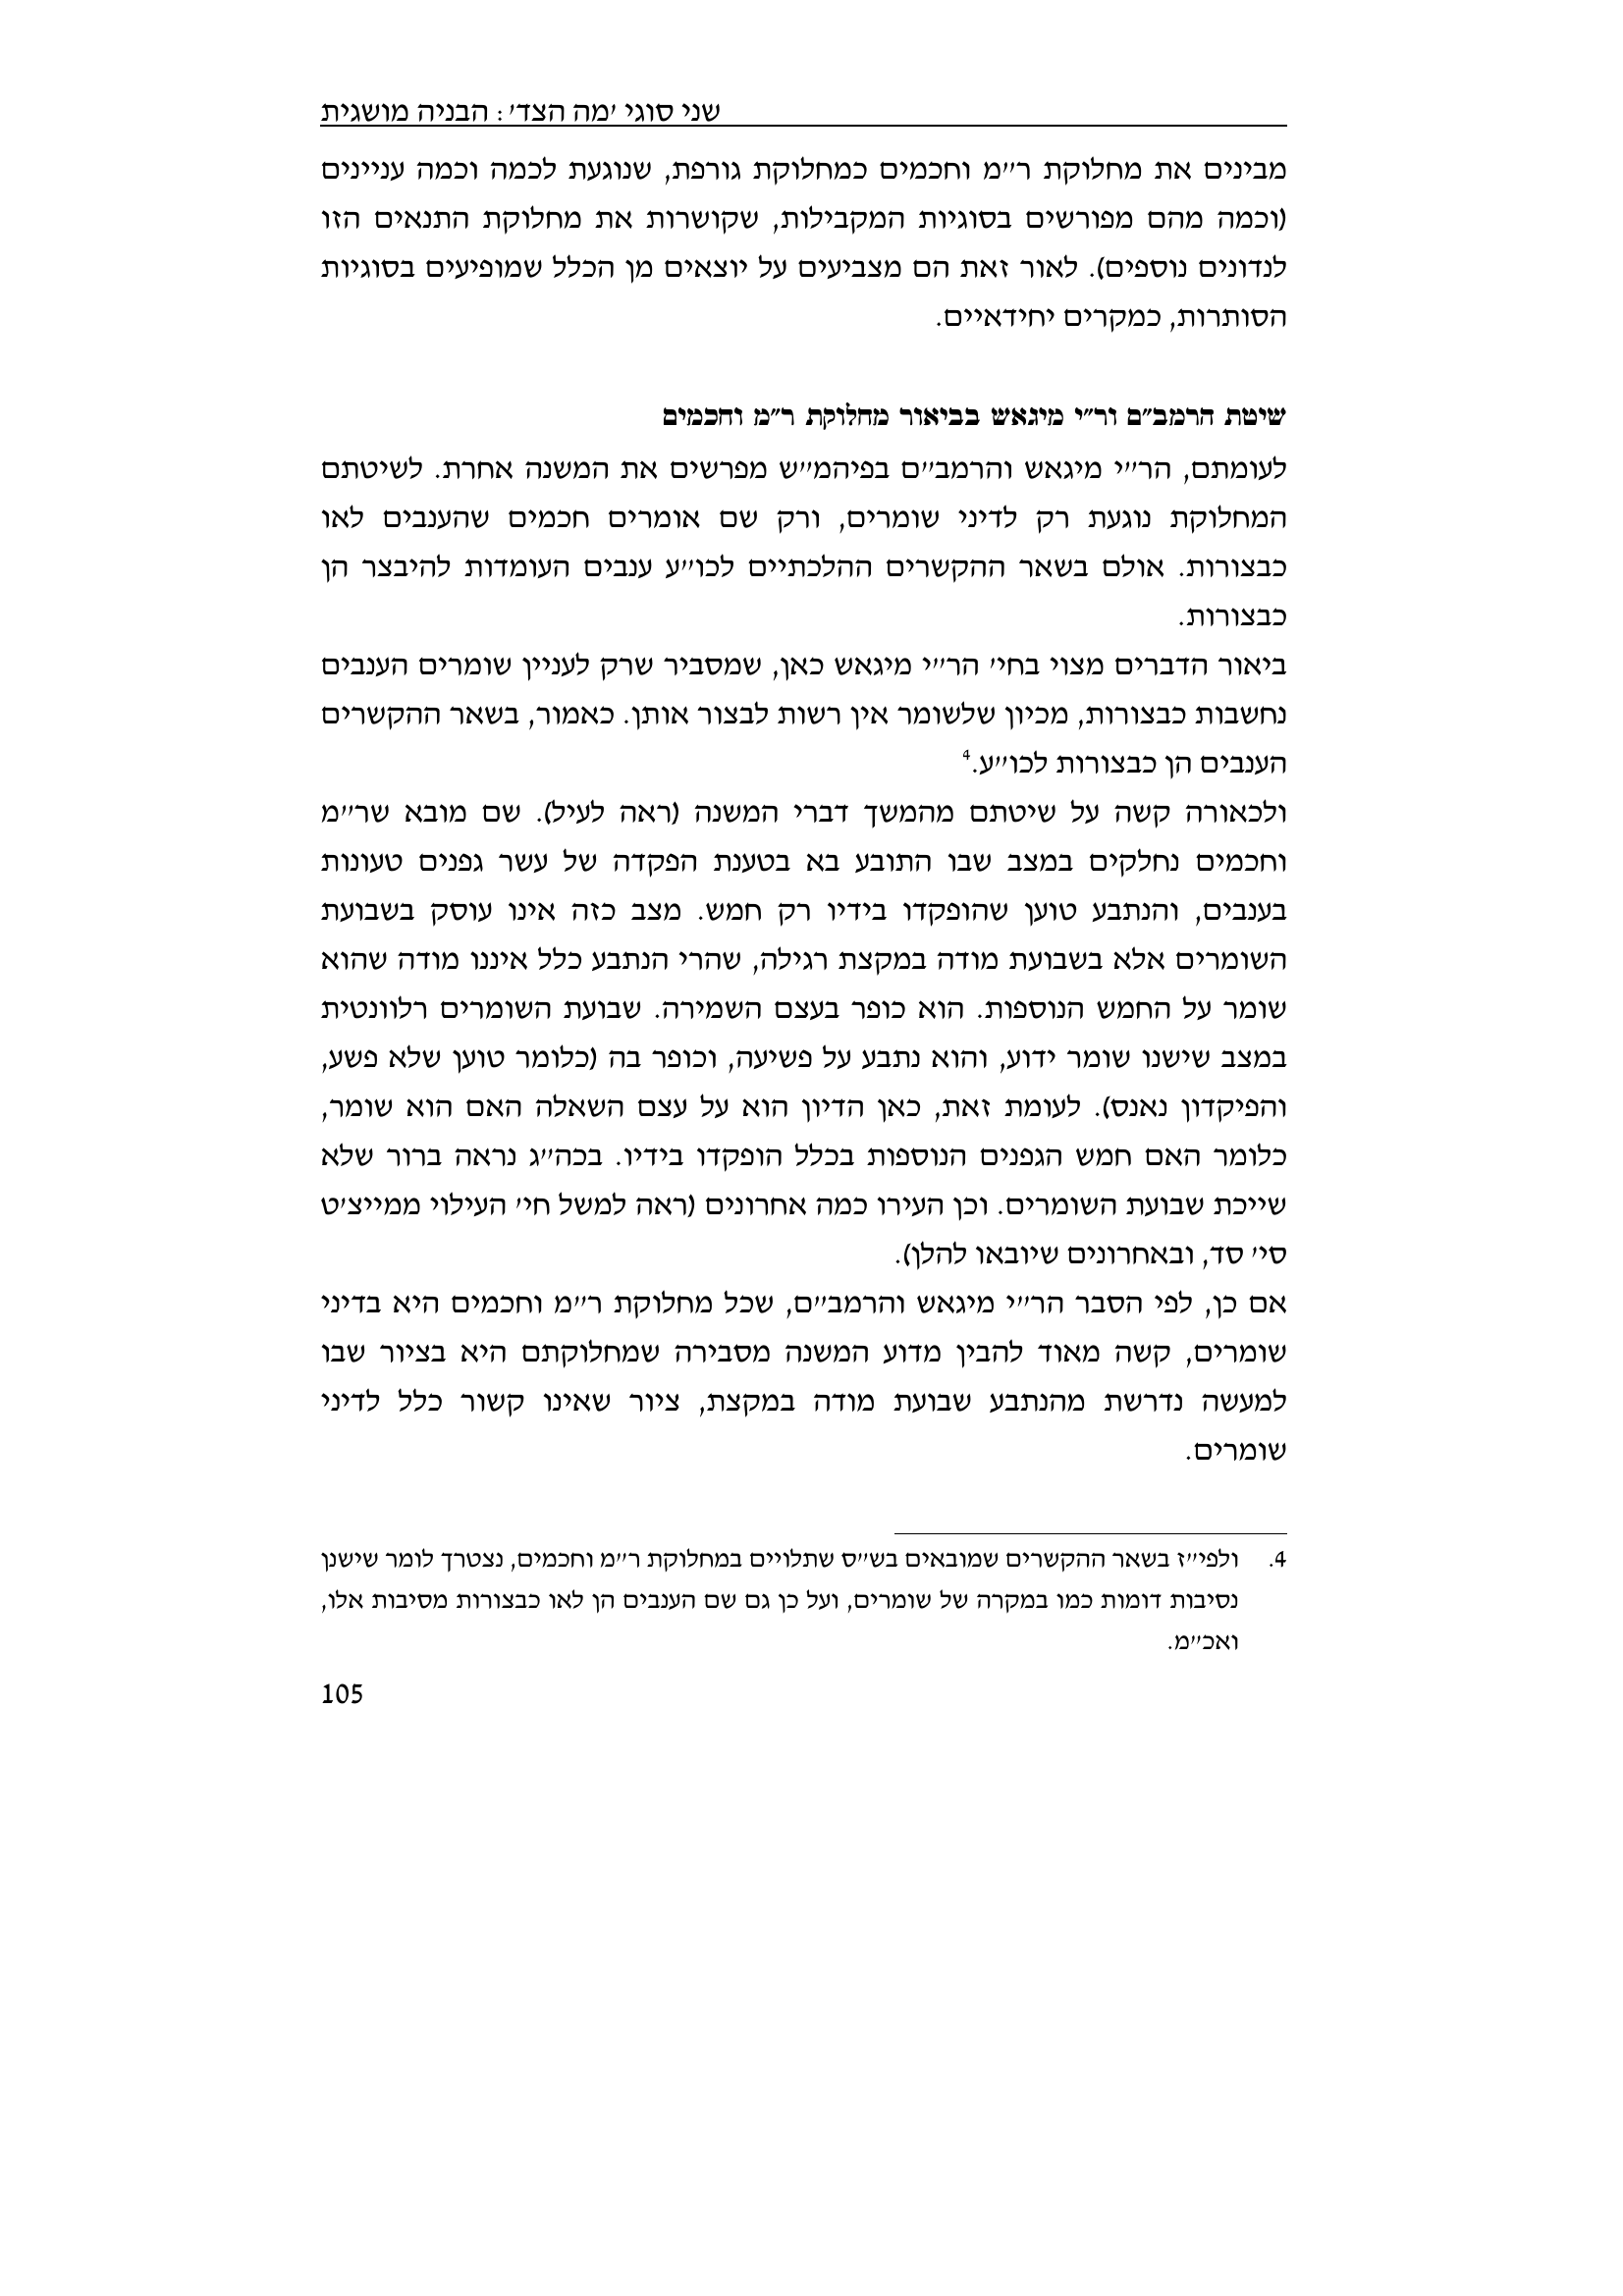 שני סוגי 'מה הצד': הבניה מושגית
מבינים את מחלוקת ר"מ וחכמים כמחלוקת גורפת, שנוגעת לכמה וכמה עניינים
(וכמה מהם מפורשים בסוגיות המקבילות, שקושרות את מחלוקת התנאים הזו
לנדונים נוספים). לאור זאת הם מצביעים על יוצאים מן הכלל שמופיעים בסוגיות
הסותרות, כמקרים יחידאיים.
שיטת הרמב"ם ור"י מיגאש בביאור מחלוקת ר"מ וחכמים
לעומתם, הר"י מיגאש והרמב"ם בפיהמ"ש מפרשים את המשנה אחרת. לשיטתם
המחלוקת נוגעת רק לדיני שומרים, ורק שם אומרים חכמים שהענבים לאו
כבצורות. אולם בשאר ההקשרים ההלכתיים לכו"ע ענבים העומדות להיבצר הן
כבצורות.
ביאור הדברים מצוי בחי' הר"י מיגאש כאן, שמסביר שרק לעניין שומרים הענבים
נחשבות כבצורות, מכיון שלשומר אין רשות לבצור אותן. כאמור, בשאר ההקשרים
הענבים הן כבצורות לכו"ע.4
ולכאורה קשה על שיטתם מהמשך דברי המשנה (ראה לעיל). שם מובא שר"מ
וחכמים נחלקים במצב שבו התובע בא בטענת הפקדה של עשר גפנים טעונות
בענבים, והנתבע טוען שהופקדו בידיו רק חמש. מצב כזה אינו עוסק בשבועת
השומרים אלא בשבועת מודה במקצת רגילה, שהרי הנתבע כלל איננו מודה שהוא
שומר על החמש הנוספות. הוא כופר בעצם השמירה. שבועת השומרים רלוונטית
במצב שישנו שומר ידוע, והוא נתבע על פשיעה, וכופר בה (כלומר טוען שלא פשע,
והפיקדון נאנס). לעומת זאת, כאן הדיון הוא על עצם השאלה האם הוא שומר,
כלומר האם חמש הגפנים הנוספות בכלל הופקדו בידיו. בכה"ג נראה ברור שלא
שייכת שבועת השומרים. וכן העירו כמה אחרונים (ראה למשל חי' העילוי ממייצ'ט
סי' סד, ובאחרונים שיובאו להלן).
אם כן, לפי הסבר הר"י מיגאש והרמב"ם, שכל מחלוקת ר"מ וחכמים היא בדיני
שומרים, קשה מאוד להבין מדוע המשנה מסבירה שמחלוקתם היא בציור שבו
למעשה נדרשת מהנתבע שבועת מודה במקצת, ציור שאינו קשור כלל לדיני
שומרים.
4. ולפי"ז בשאר ההקשרים שמובאים בש"ס שתלויים במחלוקת ר"מ וחכמים, נצטרך לומר שישנן
נסיבות דומות כמו במקרה של שומרים, ועל כן גם שם הענבים הן לאו כבצורות מסיבות אלו,
ואכ"מ.
105